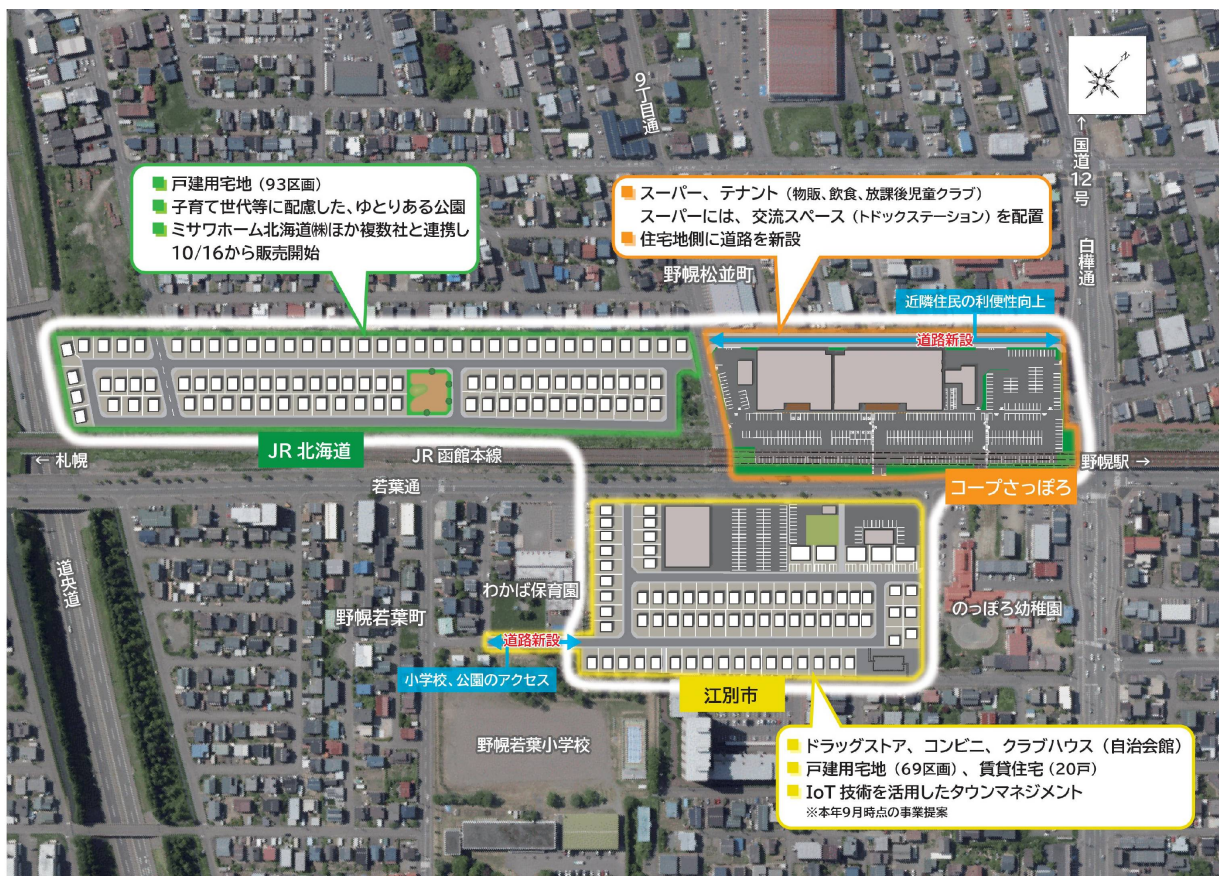 N
9丁目通
↑国道12号
白樺通
戸建用宅地（93区画）
子育て世代等に配慮した、ゆとりある公園
ミサワホーム北海道㈱ほか複数社と連携し
10/16から販売開始
スーパー、テナント（物販、飲食、放課後児童クラブ）
スーパーには、交流スペース（トドックステーション）を配置
住宅地側に道路を新設
野幌松並町
近隣住民の利便性向上
道路新設
JR 北海道
JR 函館本線
← 札幌
野幌駅 →
コープさっぽろ
若葉通
道央道
野幌若葉町
わかば保育園
のっぽろ幼稚園
道路新設
小学校、公園のアクセス
江別市
野幌若葉小学校
ドラッグストア、コンビニ、クラブハウス（自治会館）
戸建用宅地（69区画）、賃貸住宅（20戸）
IoT 技術を活用したタウンマネジメント
※本年9月時点の事業提案